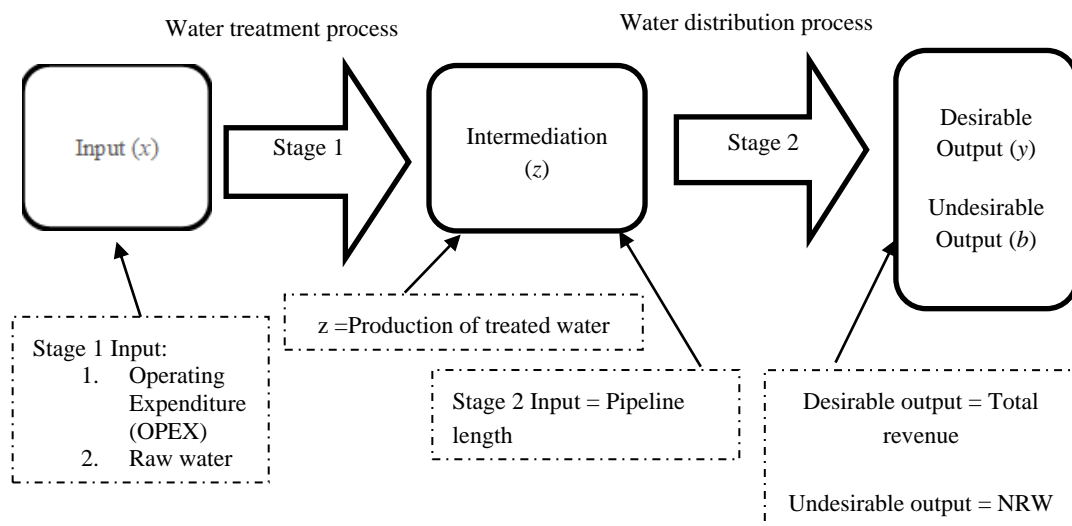 Water treatment process
Water distribution process
Input (x)
Stage 1
Intermediation
(z)
Stage 2
Desirable
Output (y)
Undesirable
Output (b)
Stage 1 Input:
1. Operating
Expenditure
(OPEX)
2. Raw water
z =Production of treated water
Stage 2 Input = Pipeline
length
Desirable output = Total
revenue
Undesirable output = NRW